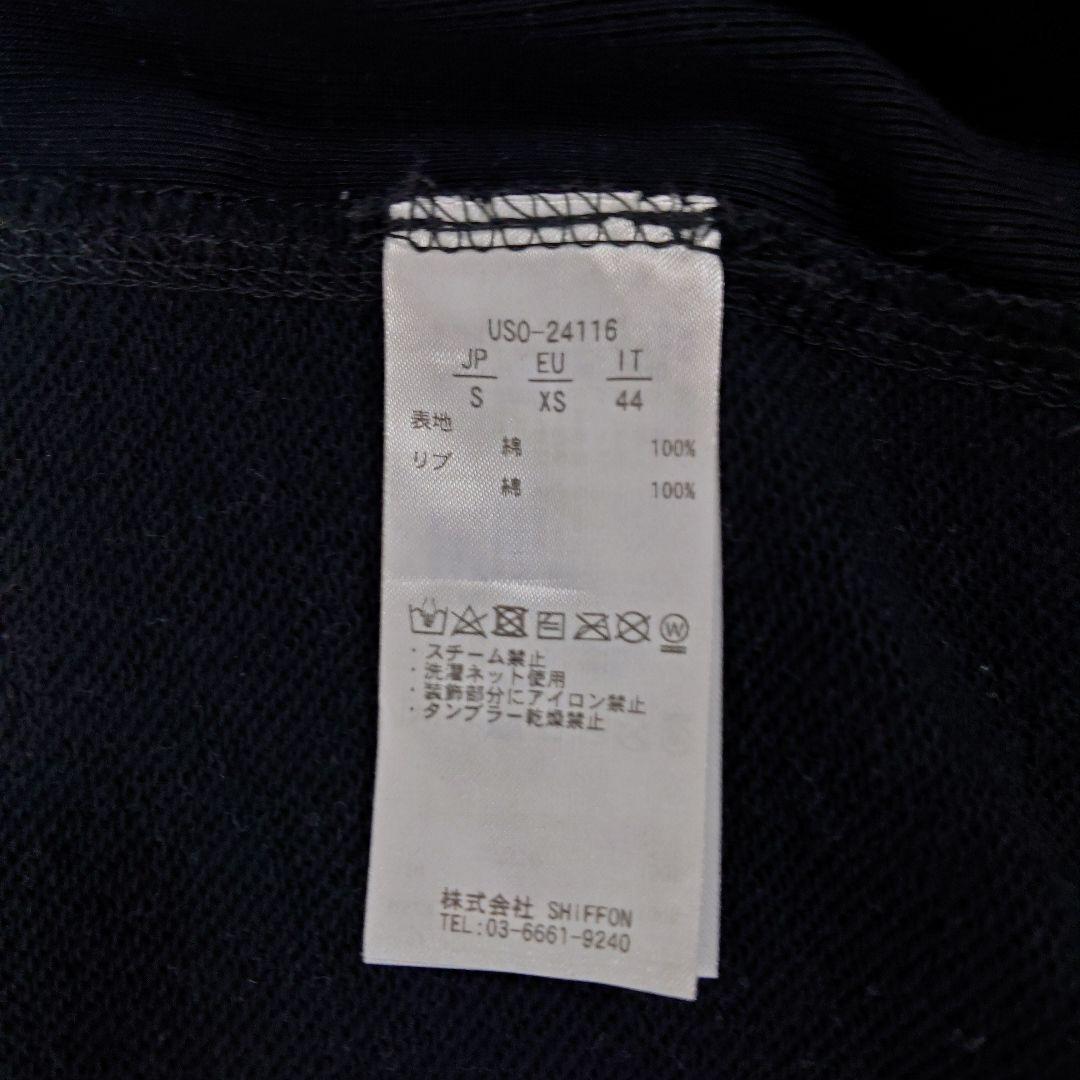 USO-24116
JP EU IT
S XS 44
表地
綿 100%
リブ
綿 100%
W
・スチーム禁止
・洗濯ネット使用
・装飾部分にアイロン禁止
・タンブラー乾燥禁止
株式会社 SHIFFON
TEL:03-6661-9240